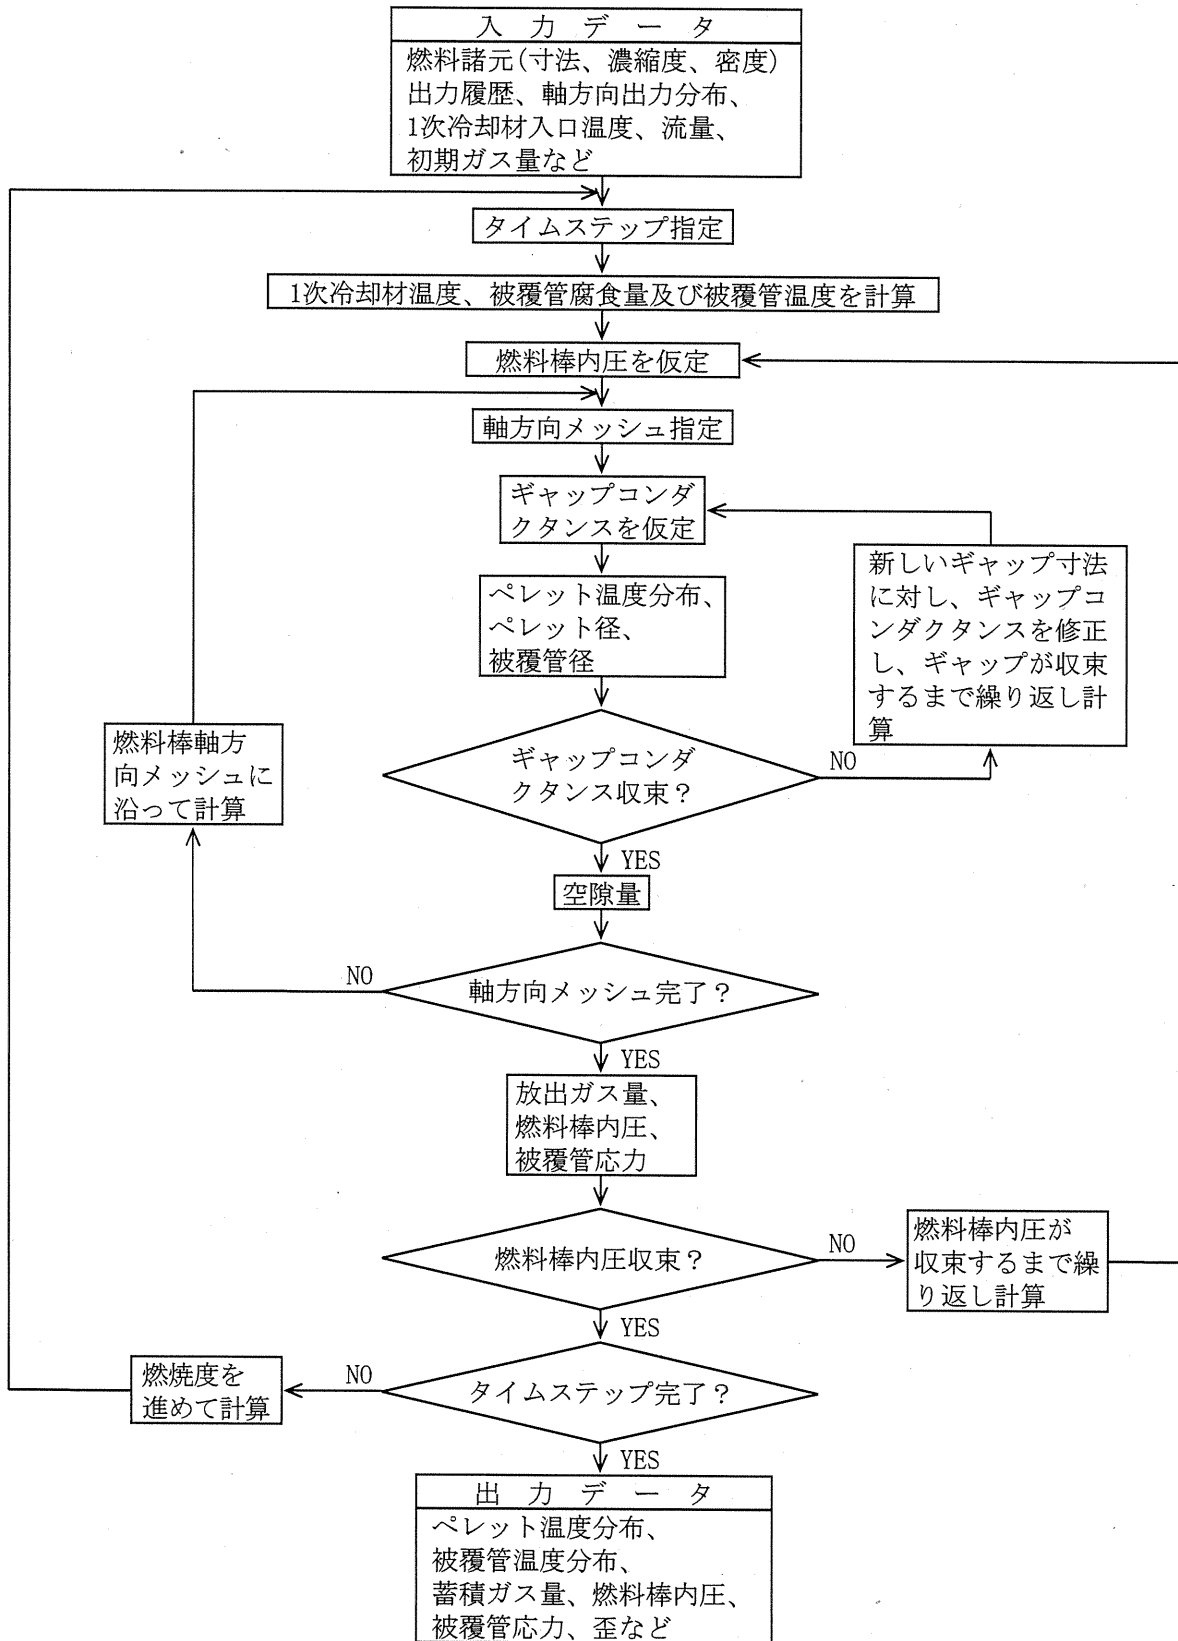 入力データ
燃料諸元(寸法、濃縮度、密度)
出力履歴、軸方向出力分布、
1次冷却材入口温度、流量、
初期ガス量など
タイムステップ指定
1次冷却材温度、被覆管腐食量及び被覆管温度を計算
燃料棒内圧を仮定
軸方向メッシュ指定
ギャップコンダ
クタンスを仮定
新しいギャップ寸法
に対し、ギャップコ
ンダクタンスを修正
し、ギャップが収束
するまで繰り返し計
算
ペレット温度分布、
ペレット径、
被覆管径
燃料棒軸方
向メッシュに
沿って計算
ギャップコンダ
クタンス収束?
NO
YES
空隙量
NO
軸方向メッシュ完了?
YES
放出ガス量、
燃料棒内圧、
被覆管応力
燃料棒内圧収束?
NO
燃料棒内圧が
収束するまで繰
り返し計算
YES
燃焼度を
進めて計算
NO
タイムステップ完了?
YES
出力データ
ペレット温度分布、
被覆管温度分布、
蓄積ガス量、燃料棒内圧、
被覆管応力、歪など